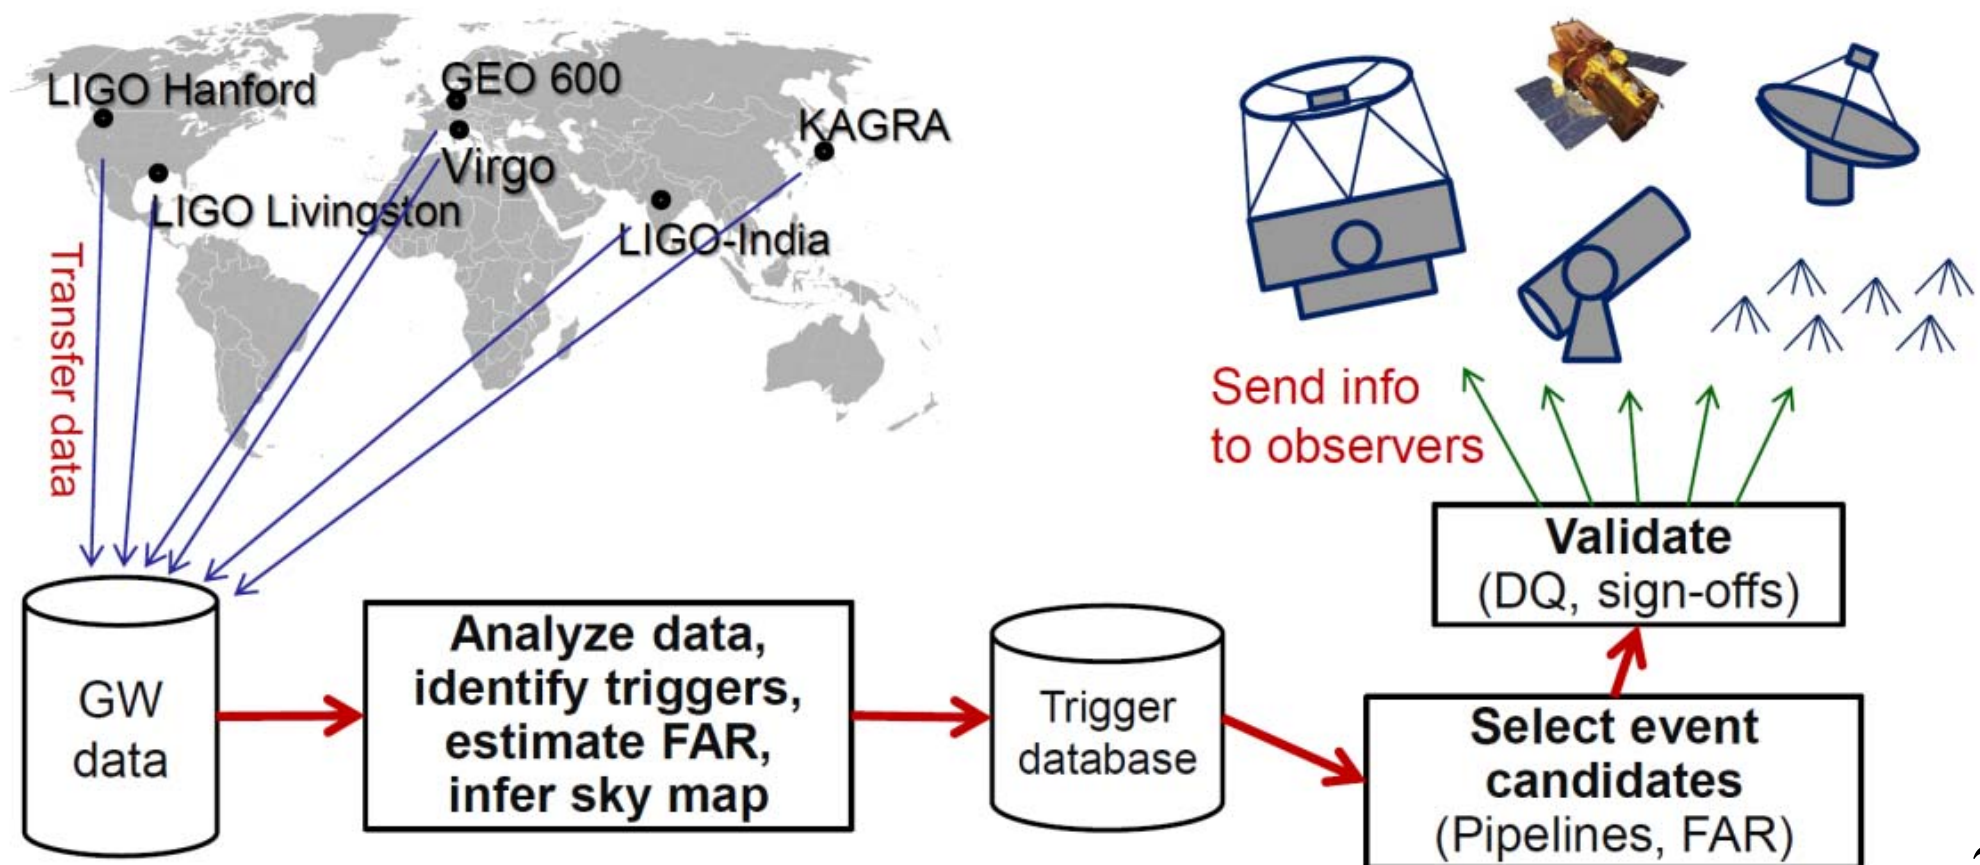 LIGO Hanford
GEO 600
KAGRA
Virgo
LIGO Livingston
LIGO-India
Transfer data
Send info
to observers
GW
data
Analyze data,
identify triggers,
estimate FAR,
infer sky map
Trigger
database
Select event
candidates
(Pipelines, FAR)
Validate
(DQ, sign-offs)